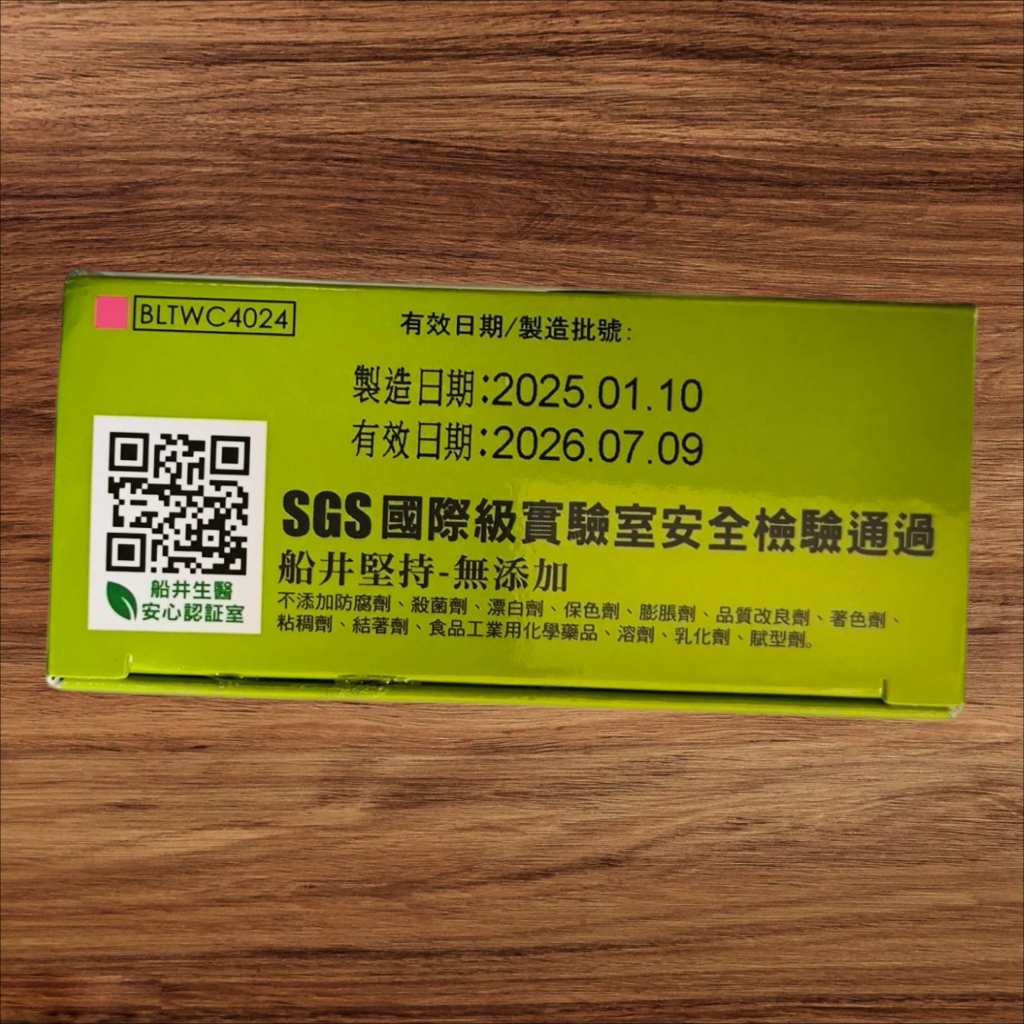 BLTWC4024
有效日期/製造批號:
製造日期:2025.01.10
有效日期:2026.07.09
SGS國際級實驗室安全檢驗通過
船井堅持-無添加
不添加防腐劑、殺菌劑、漂白劑、保色劑、膨脹劑、品質改良劑、著色劑、
粘稠劑、結著劑、食品工業用化學藥品、溶劑、乳化劑、賦型劑。
船井生醫
安心認証室